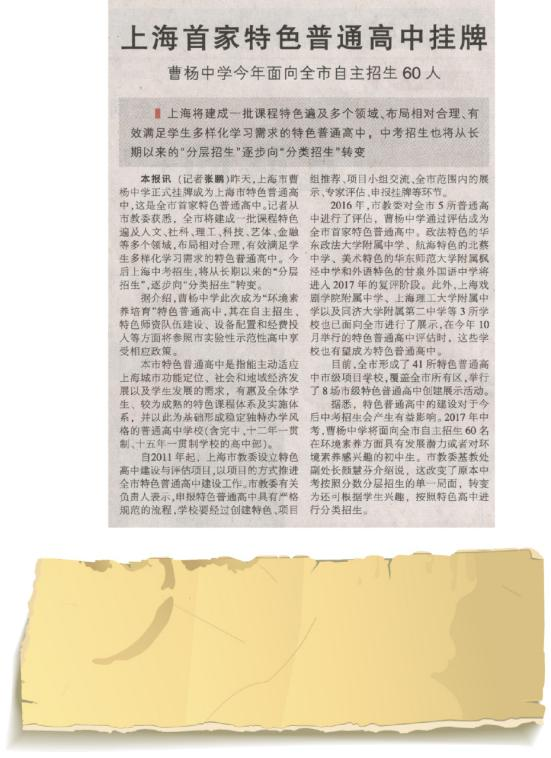 上海首家特色普通高中挂牌
曹杨中学今年面向全市自主招生 60 人
上海将建成一批课程特色遍及多个领域、布局相对合理、有
效满足学生多样化学习需求的特色普通高中，中考招生也将从长
期以来的“分层招生”逐步向“分类招生”转变
本报讯 （记者张鹏）昨天，上海市曹
杨中学正式挂牌成为上海市特色普通高
中，这是全市首家特色普通高中。记者从
市教委获悉，全市将建成一批课程特色
遍及人文、社科、理工、科技、艺体、金融
等多个领域，布局相对合理，有效满足学
生多样化学习需求的特色普通高中。今
后上海中考招生，将从长期以来的“分层
招生”，逐步向“分类招生”转变。
据介绍，曹杨中学此次成为“环境素
养培育”特色普通高中，其在自主招生、
特色师资队伍建设、设备配置和经费投
入等方面将参照市实验性示范性高中享
受相应政策。
本市特色普通高中是指能主动适应
上海城市功能定位、社会和地域经济发
展以及学生发展的需求，有惠及全体学
生、较为成熟的特色课程体系及实施体
系，并以此为基础形成稳定独特办学风
格的普通高中学校（含完中、十二年一贯
制、十五年一贯制学校的高中部）。
自2011 年起，上海市教委设立特色
高中建设与评估项目，以项目的方式推进
全市特色普通高中建设工作。市教委有关
负责人表示，申报特色普通高中具有严格
规范的流程，学校要经过创建特色、项目
组推荐、项目小组交流、全市范围内的展
示、专家评估、申报挂牌等环节。
2016 年，市教委对全市 5 所普通高
中进行了评估，曹杨中学通过评估成为
全市首家特色普通高中。政法特色的华
东政法大学附属中学、航海特色的北蔡
中学、美术特色的华东师范大学附属枫
泾中学和外语特色的甘泉外国语中学将
进入 2017 年的复评阶段。此外，上海戏
剧学院附属中学、上海理工大学附属中
学以及同济大学附属第二中学等 3 所学
校也已面向全市进行了展示，在今年 10
月举行的特色普通高中评估时，这些学
校也有望成为特色普通高中。
目前，全市形成了 41 所特色普通高
中市级项目学校，覆盖全市所有区，举行
了 8 场市级特色普通高中创建展示活动。
据悉，特色普通高中的建设对于今
后中考招生会产生有益影响。2017 年中
考，曹杨中学将面向全市自主招生 60 名
在环境素养方面具有发展潜力或者对环
境素养感兴趣的初中生。市教委基教处
副处长颜慧芬介绍说，这改变了原本中
考按照分数分层招生的单一局面，转变
为还可根据学生兴趣，按照特色高中进
行分类招生。